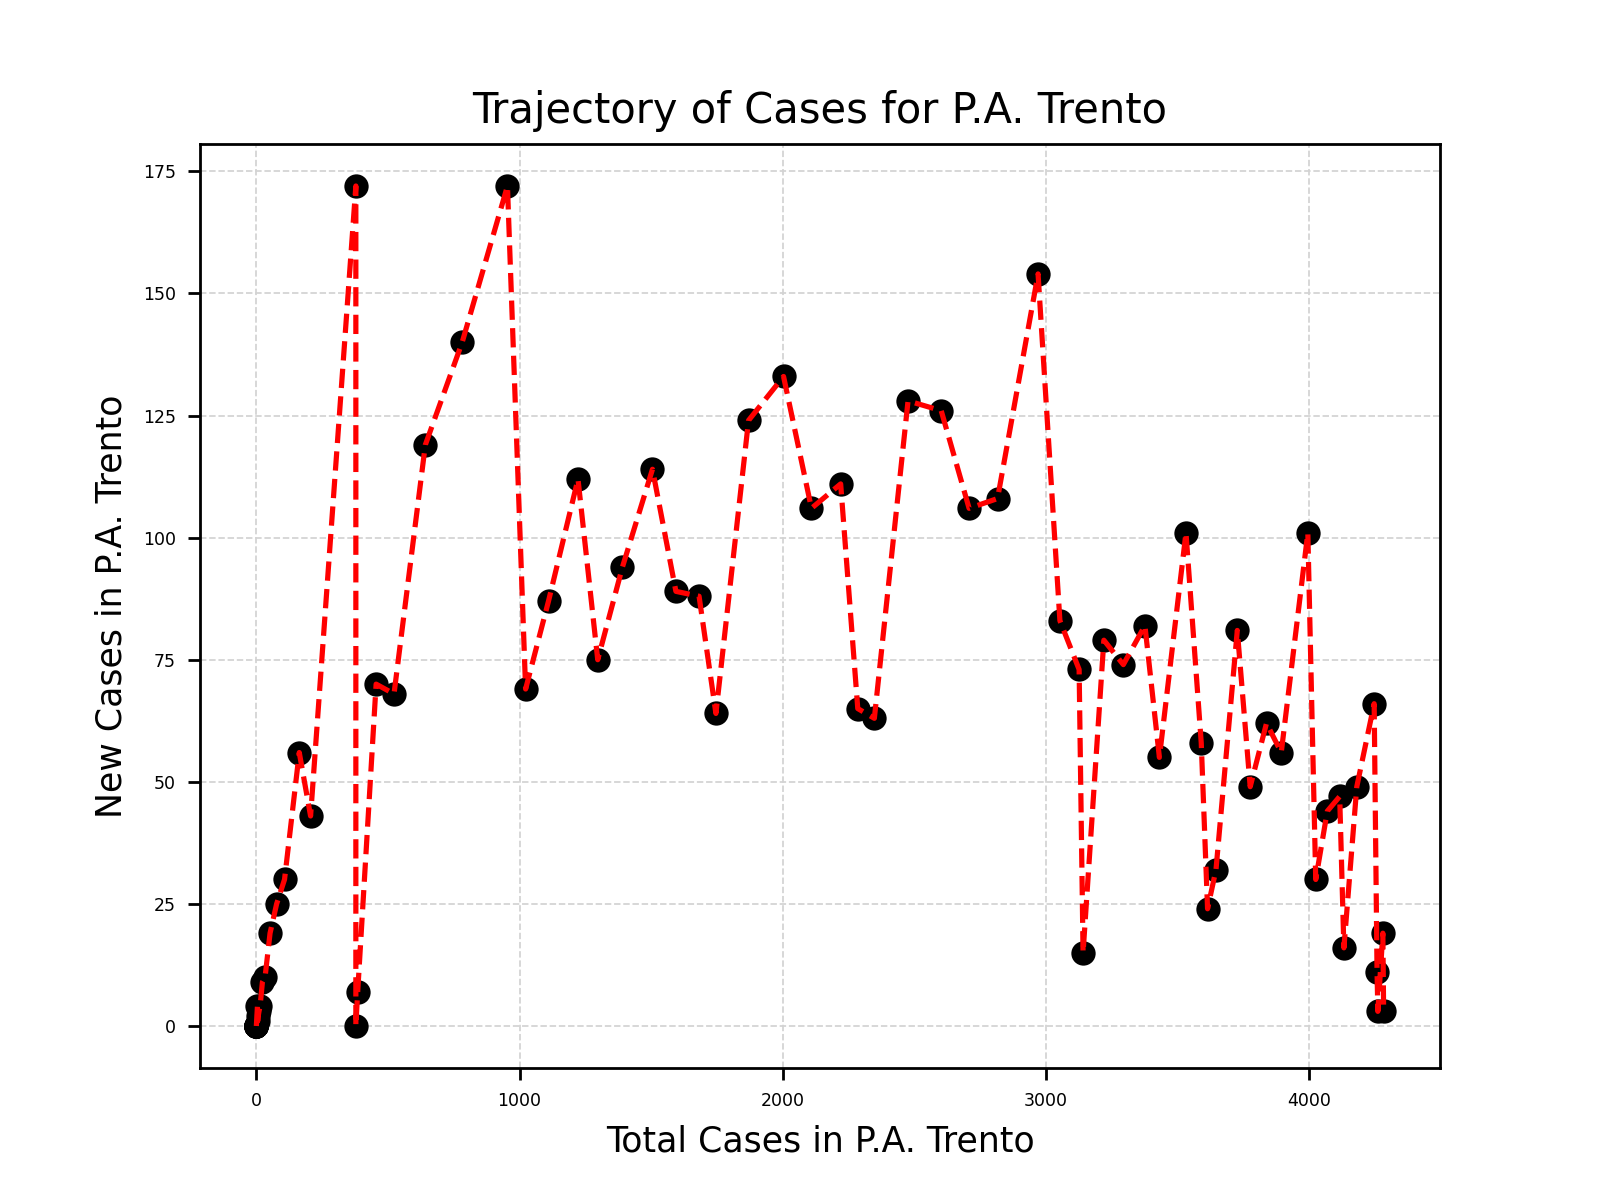 Trajectory of Cases for P.A. Trento
175
150
125
100
75
50
25
0
New Cases in P.A. Trento
0 1000 2000 3000 4000
Total Cases in P.A. Trento